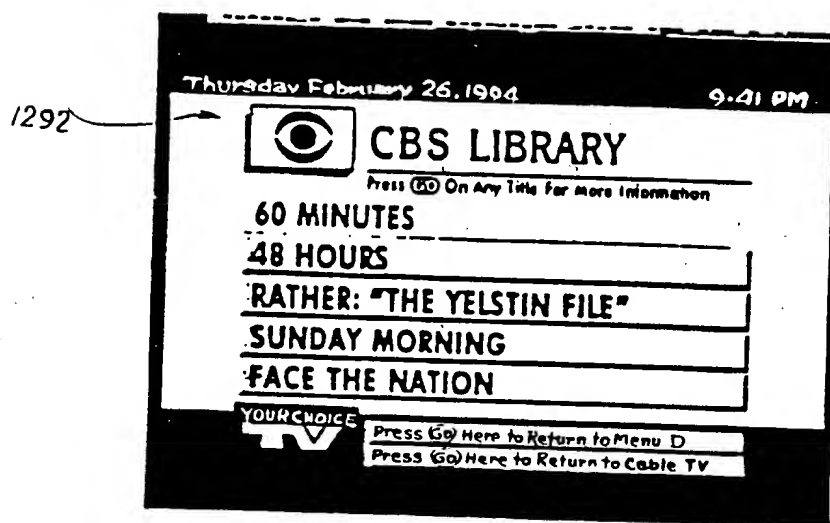 Thursday February 26, 1994 9:41 PM
1292
CBS LIBRARY
Press GO On Any Title For More Information
60 MINUTES
48 HOURS
RATHER: "THE YELSTIN FILE"
SUNDAY MORNING
FACE THE NATION
YOUR CHOICE
TV
Press Go Here to Return to Menu D
Press Go Here to Return to Cable TV